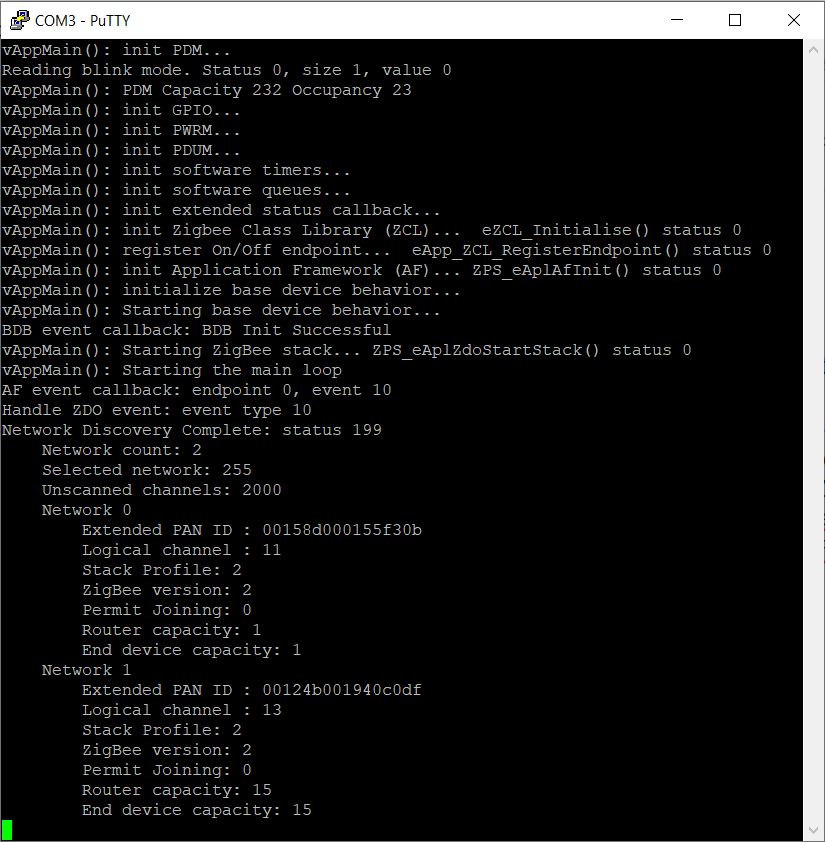 COM3 - PuTTY
vAppMain(): init PDM...
Reading blink mode. Status 0, size 1, value 0
vAppMain(): PDM Capacity 232 Occupancy 23
vAppMain(): init GPIO...
vAppMain(): init PWRM...
vAppMain(): init PDUM...
vAppMain(): init software timers...
vAppMain(): init software queues...
vAppMain(): init extended status callback...
vAppMain(): init Zigbee Class Library (ZCL)...  eZCL_Initialise() status 0
vAppMain(): register On/Off endpoint...  eApp_ZCL_RegisterEndpoint() status 0
vAppMain(): init Application Framework (AF)... ZPS_eAplAfInit() status 0
vAppMain(): initialize base device behavior...
vAppMain(): Starting base device behavior...
BDB event callback: BDB Init Successful
vAppMain(): Starting ZigBee stack... ZPS_eAplZdoStartStack() status 0
vAppMain(): Starting the main loop
AF event callback: endpoint 0, event 10
Handle ZDO event: event type 10
Network Discovery Complete: status 199
    Network count: 2
    Selected network: 255
    Unscanned channels: 2000
    Network 0
        Extended PAN ID : 00158d000155f30b
        Logical channel : 11
        Stack Profile: 2
        ZigBee version: 2
        Permit Joining: 0
        Router capacity: 1
        End device capacity: 1
    Network 1
        Extended PAN ID : 00124b001940c0df
        Logical channel : 13
        Stack Profile: 2
        ZigBee version: 2
        Permit Joining: 0
        Router capacity: 15
        End device capacity: 15